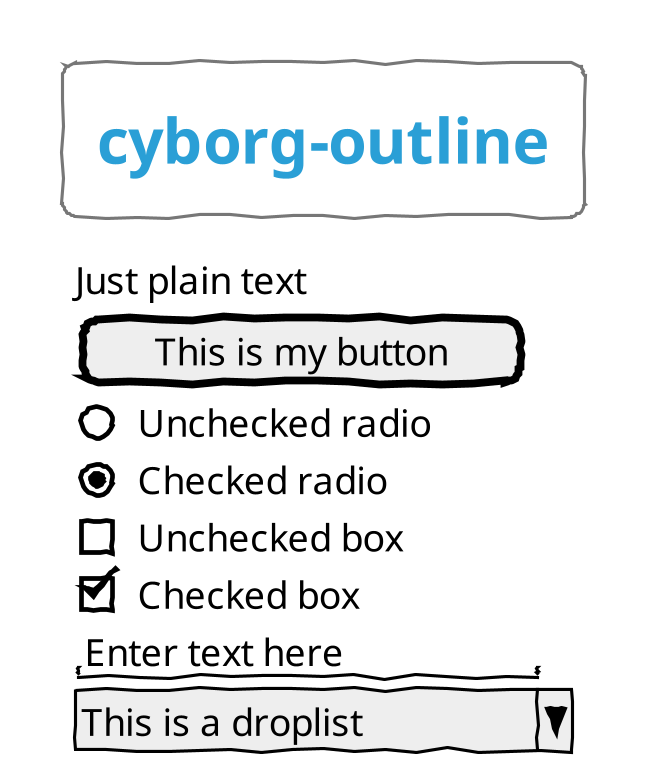 cyborg-outline
Just plain text
This is my button
Unchecked radio
Checked radio
Unchecked box
Checked box
Enter text here
This is a droplist